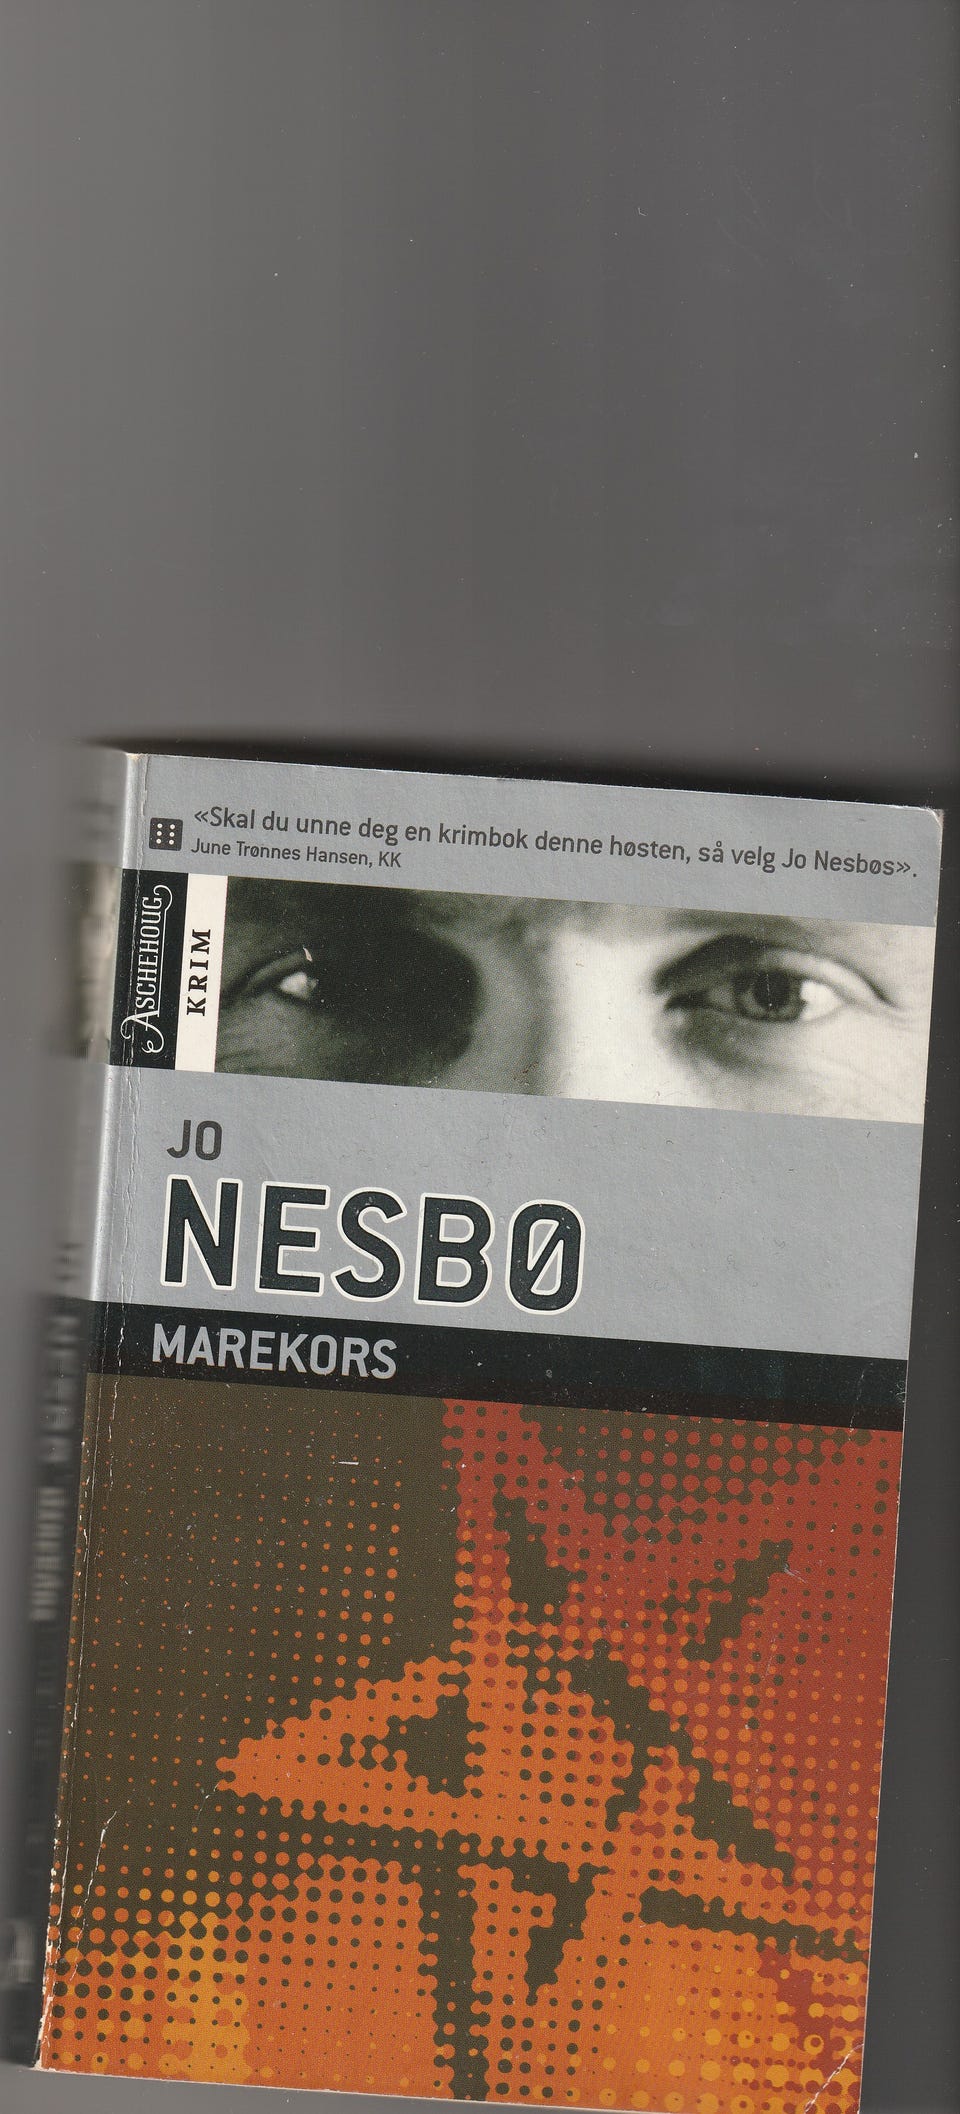 «Skal du unne deg en krimbok denne høsten, så velg Jo Nesbøs».
June Trønnes Hansen, KK
ASCHEHOUG
KRIM
JO
NESBØ
MAREKORS